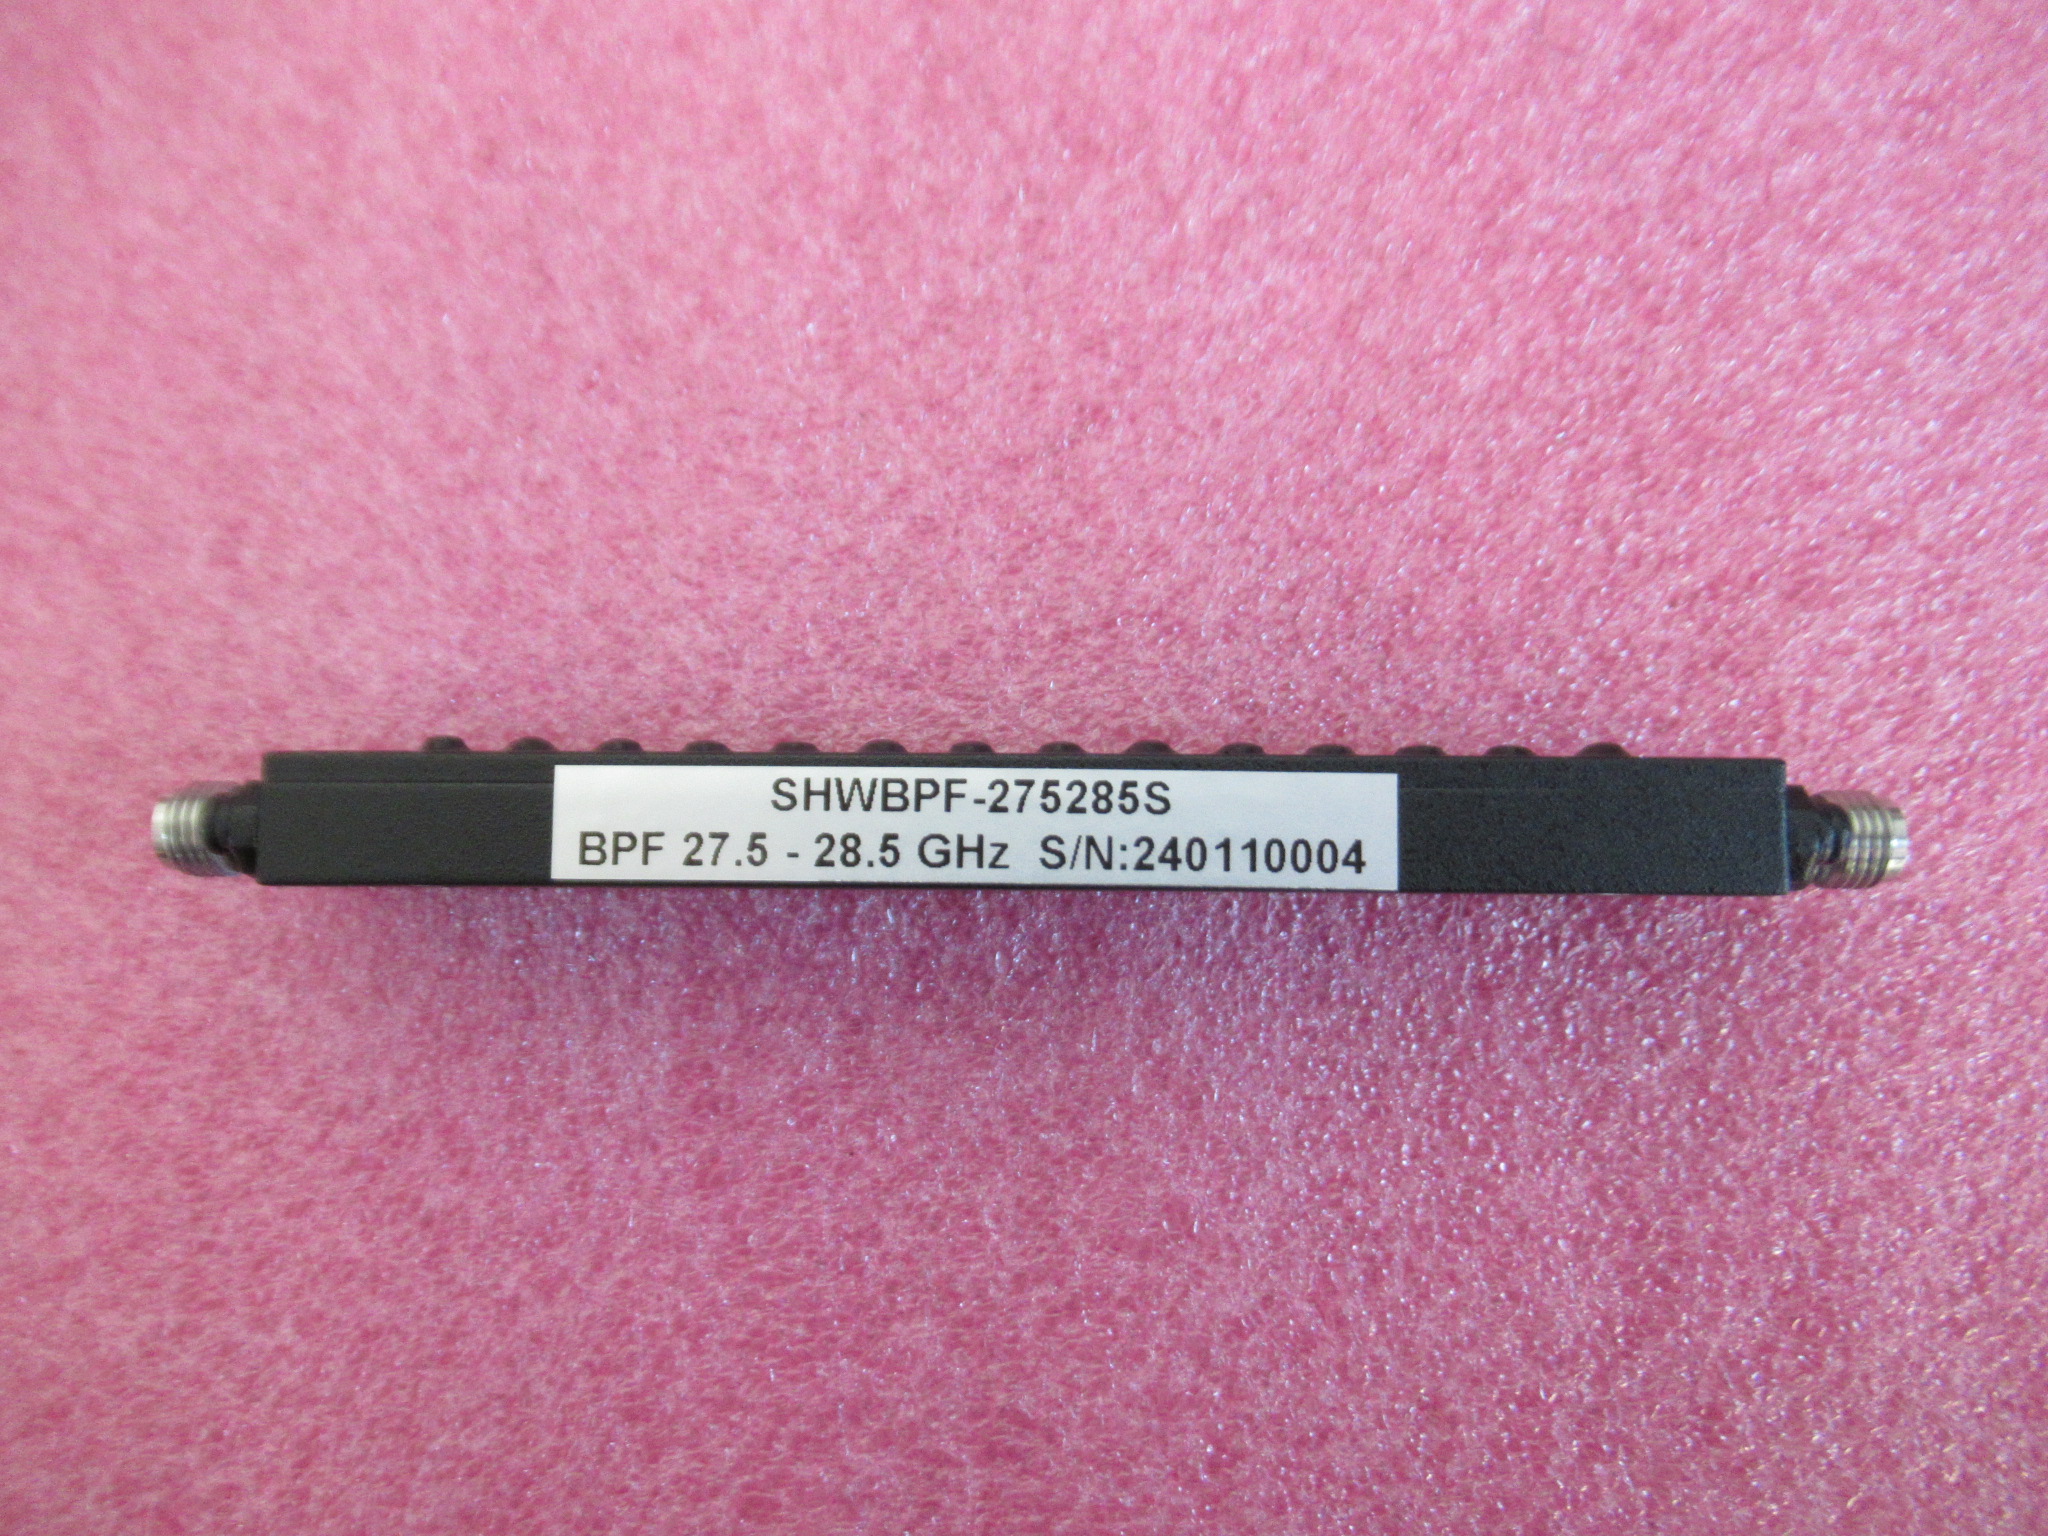 SHWBPF-275285S
BPF 27.5 - 28.5 GHz S/N:240110004